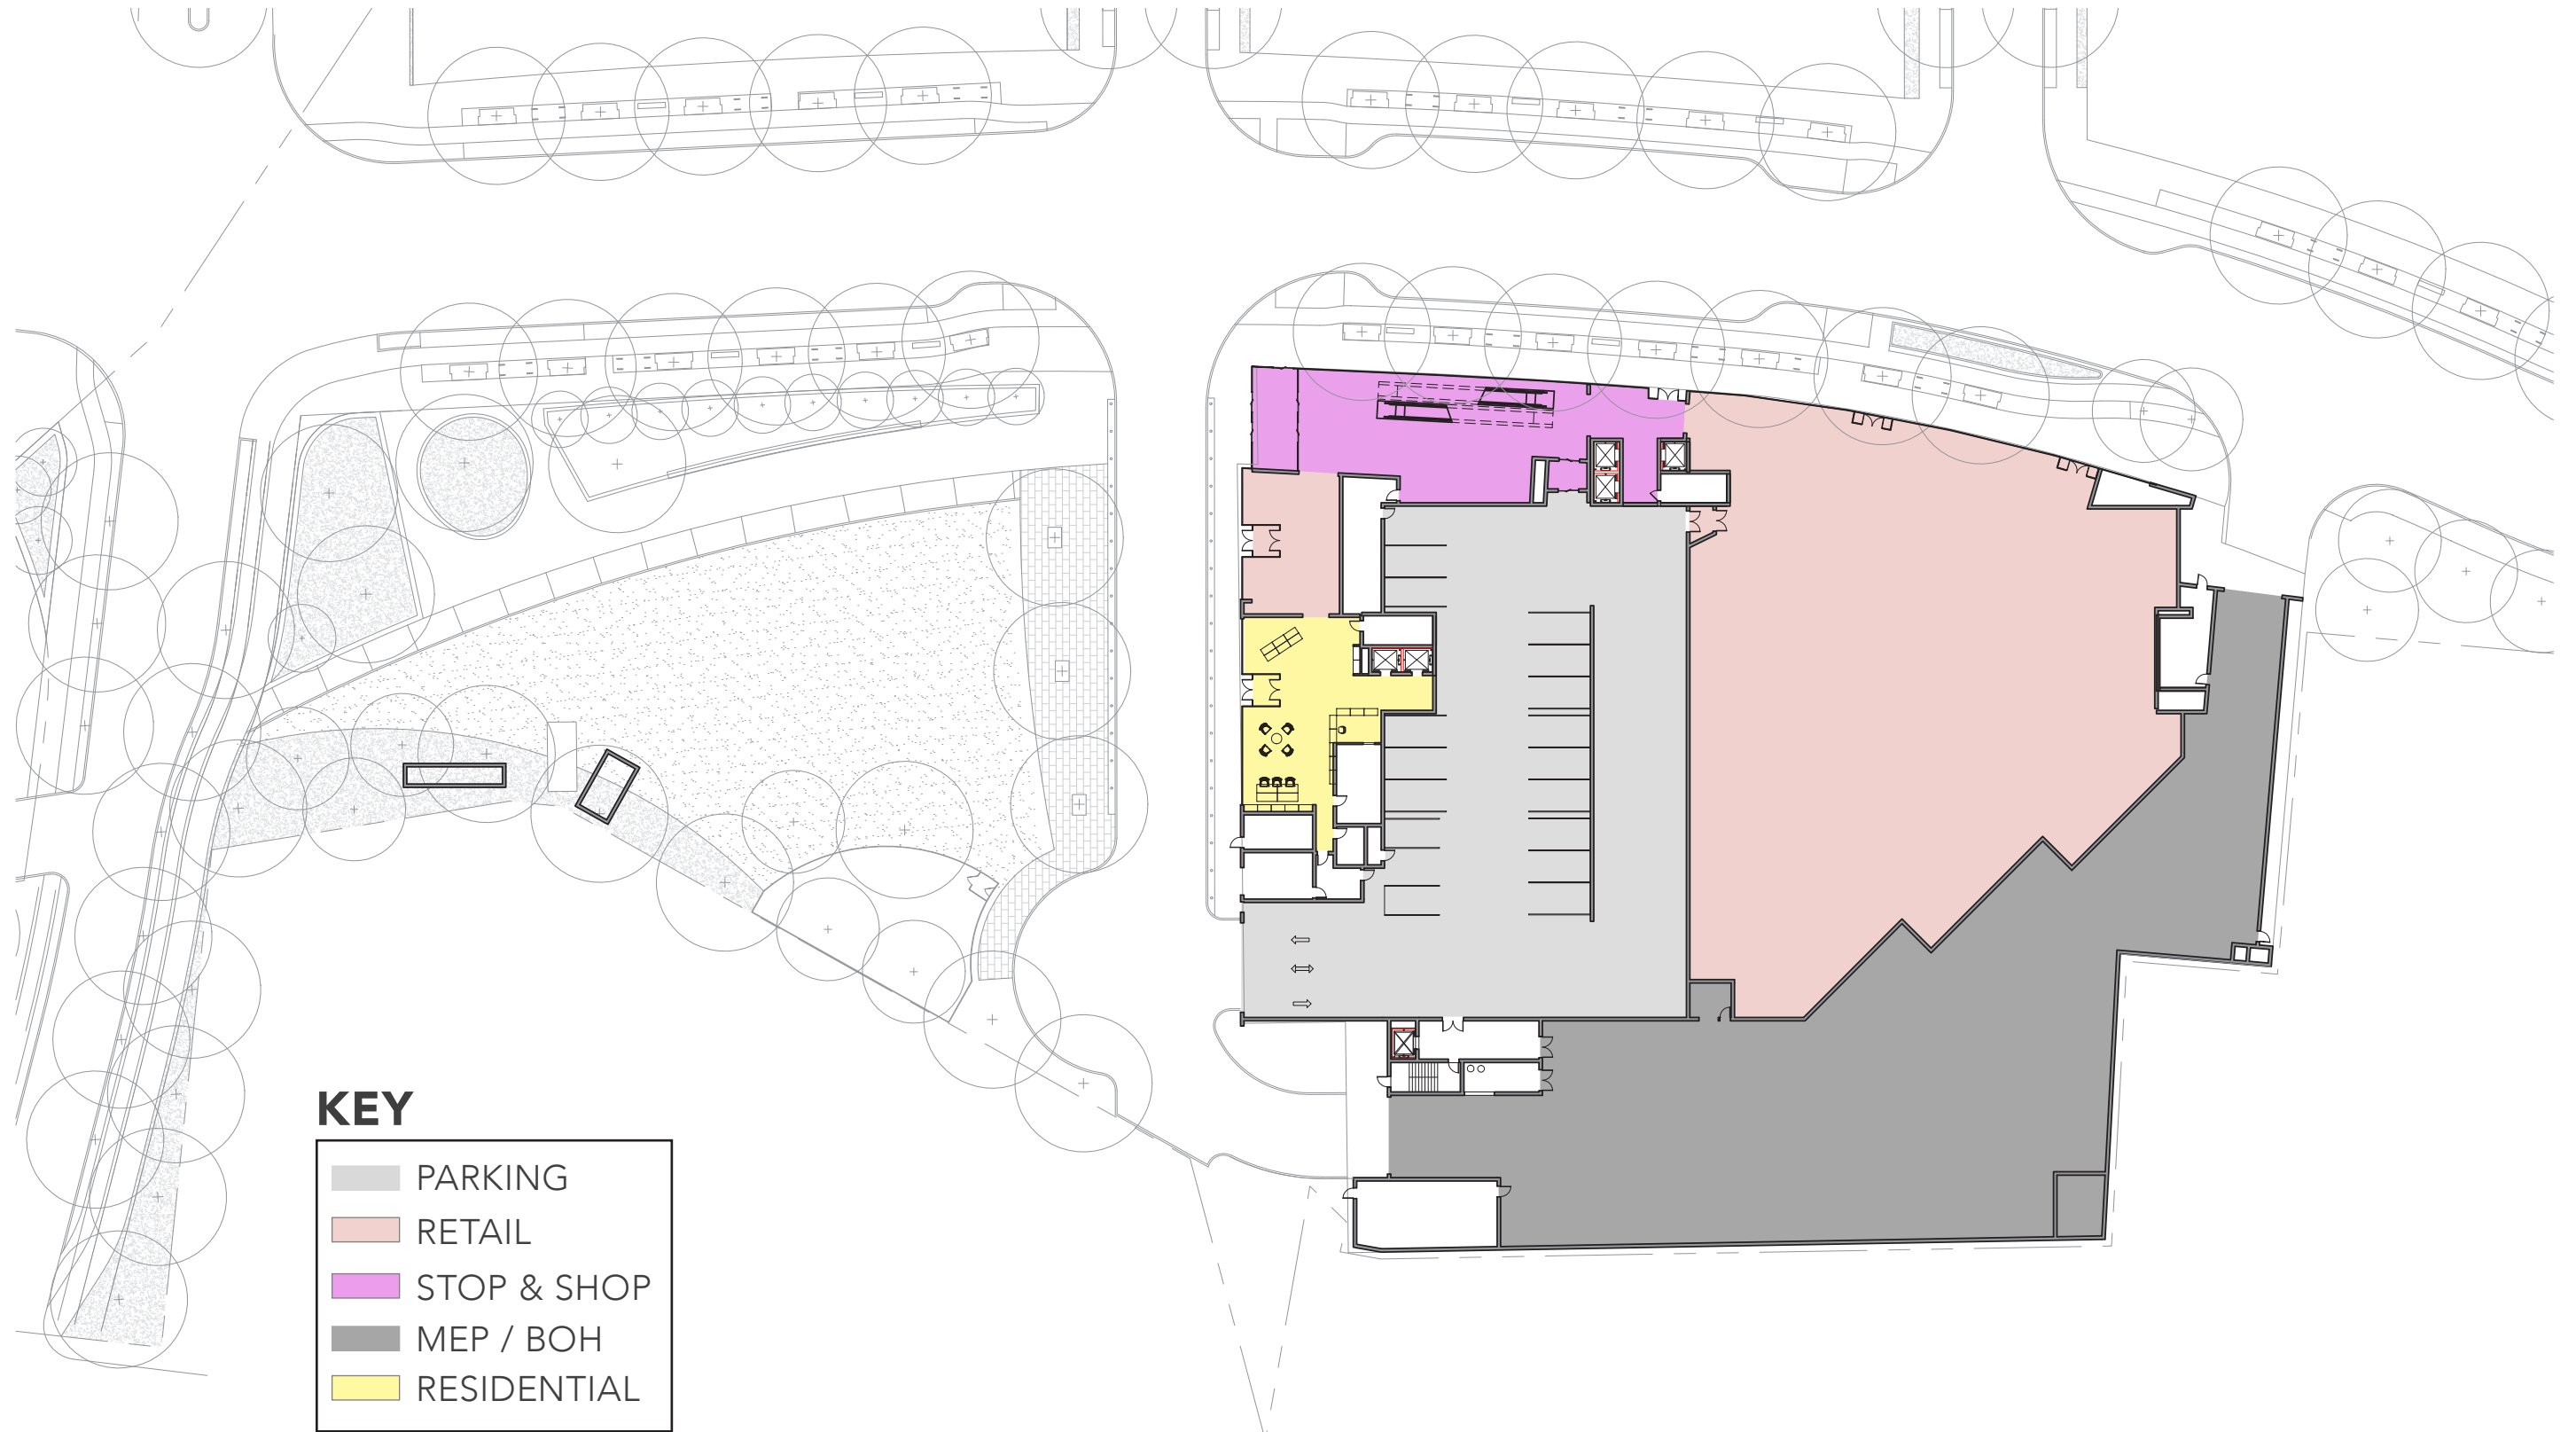 KEY
PARKING
RETAIL
STOP & SHOP
MEP / BOH
RESIDENTIAL